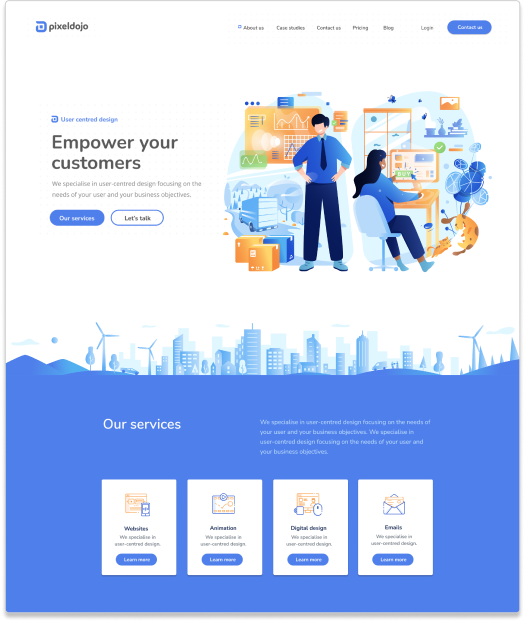 pixeldojo
About us
Case studies
Contact us
Pricing
Blog
Login
Contact us
User centred design
Empower your
customers
We specialise in user-centred design focusing on the
needs of your user and your business objectives.
Our services
Let's talk
BUY
Our services
We specialise in user-centred design focusing on the needs of
your user and your business objectives. We specialise in
user-centred design focusing on the needs of your user and
your business objectives.
Websites
We specialise in
user-centred design.
Learn more
Animation
We specialise in
user-centred design.
Learn more
Digital design
We specialise in
user-centred design.
Learn more
Emails
We specialise in
user-centred design.
Learn more